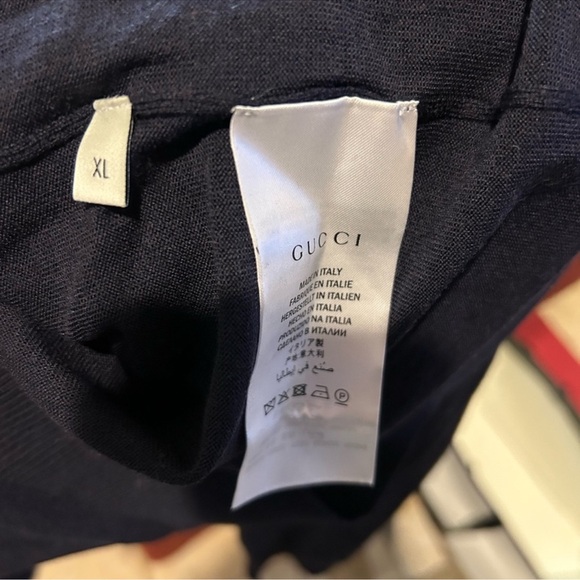 XL
GUCCI
MADE IN ITALY
FABRIQUÉ EN ITALIE
HERGESTELLT IN ITALIEN
HECHO EN ITALIA
PRODUZIDO NA ITALIA
СДЕЛАНО В ИТАЛИИ
イタリア製
产意大利
صنع في إيطاليا
P